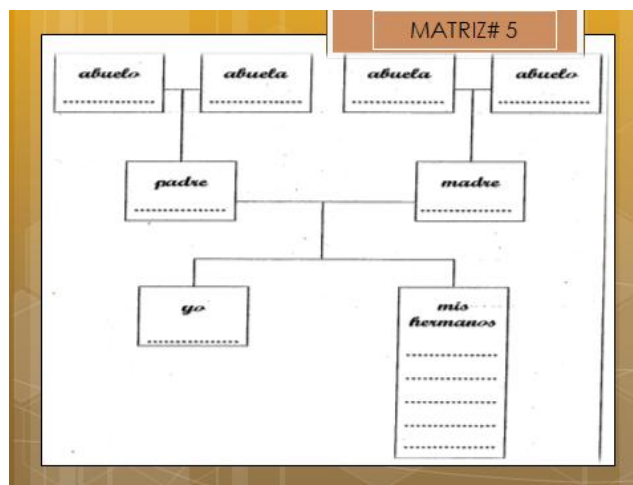 MATRIZ# 5
abuelo
abuela
abuela
abuelo
padre
madre
yo
mis
hermanos